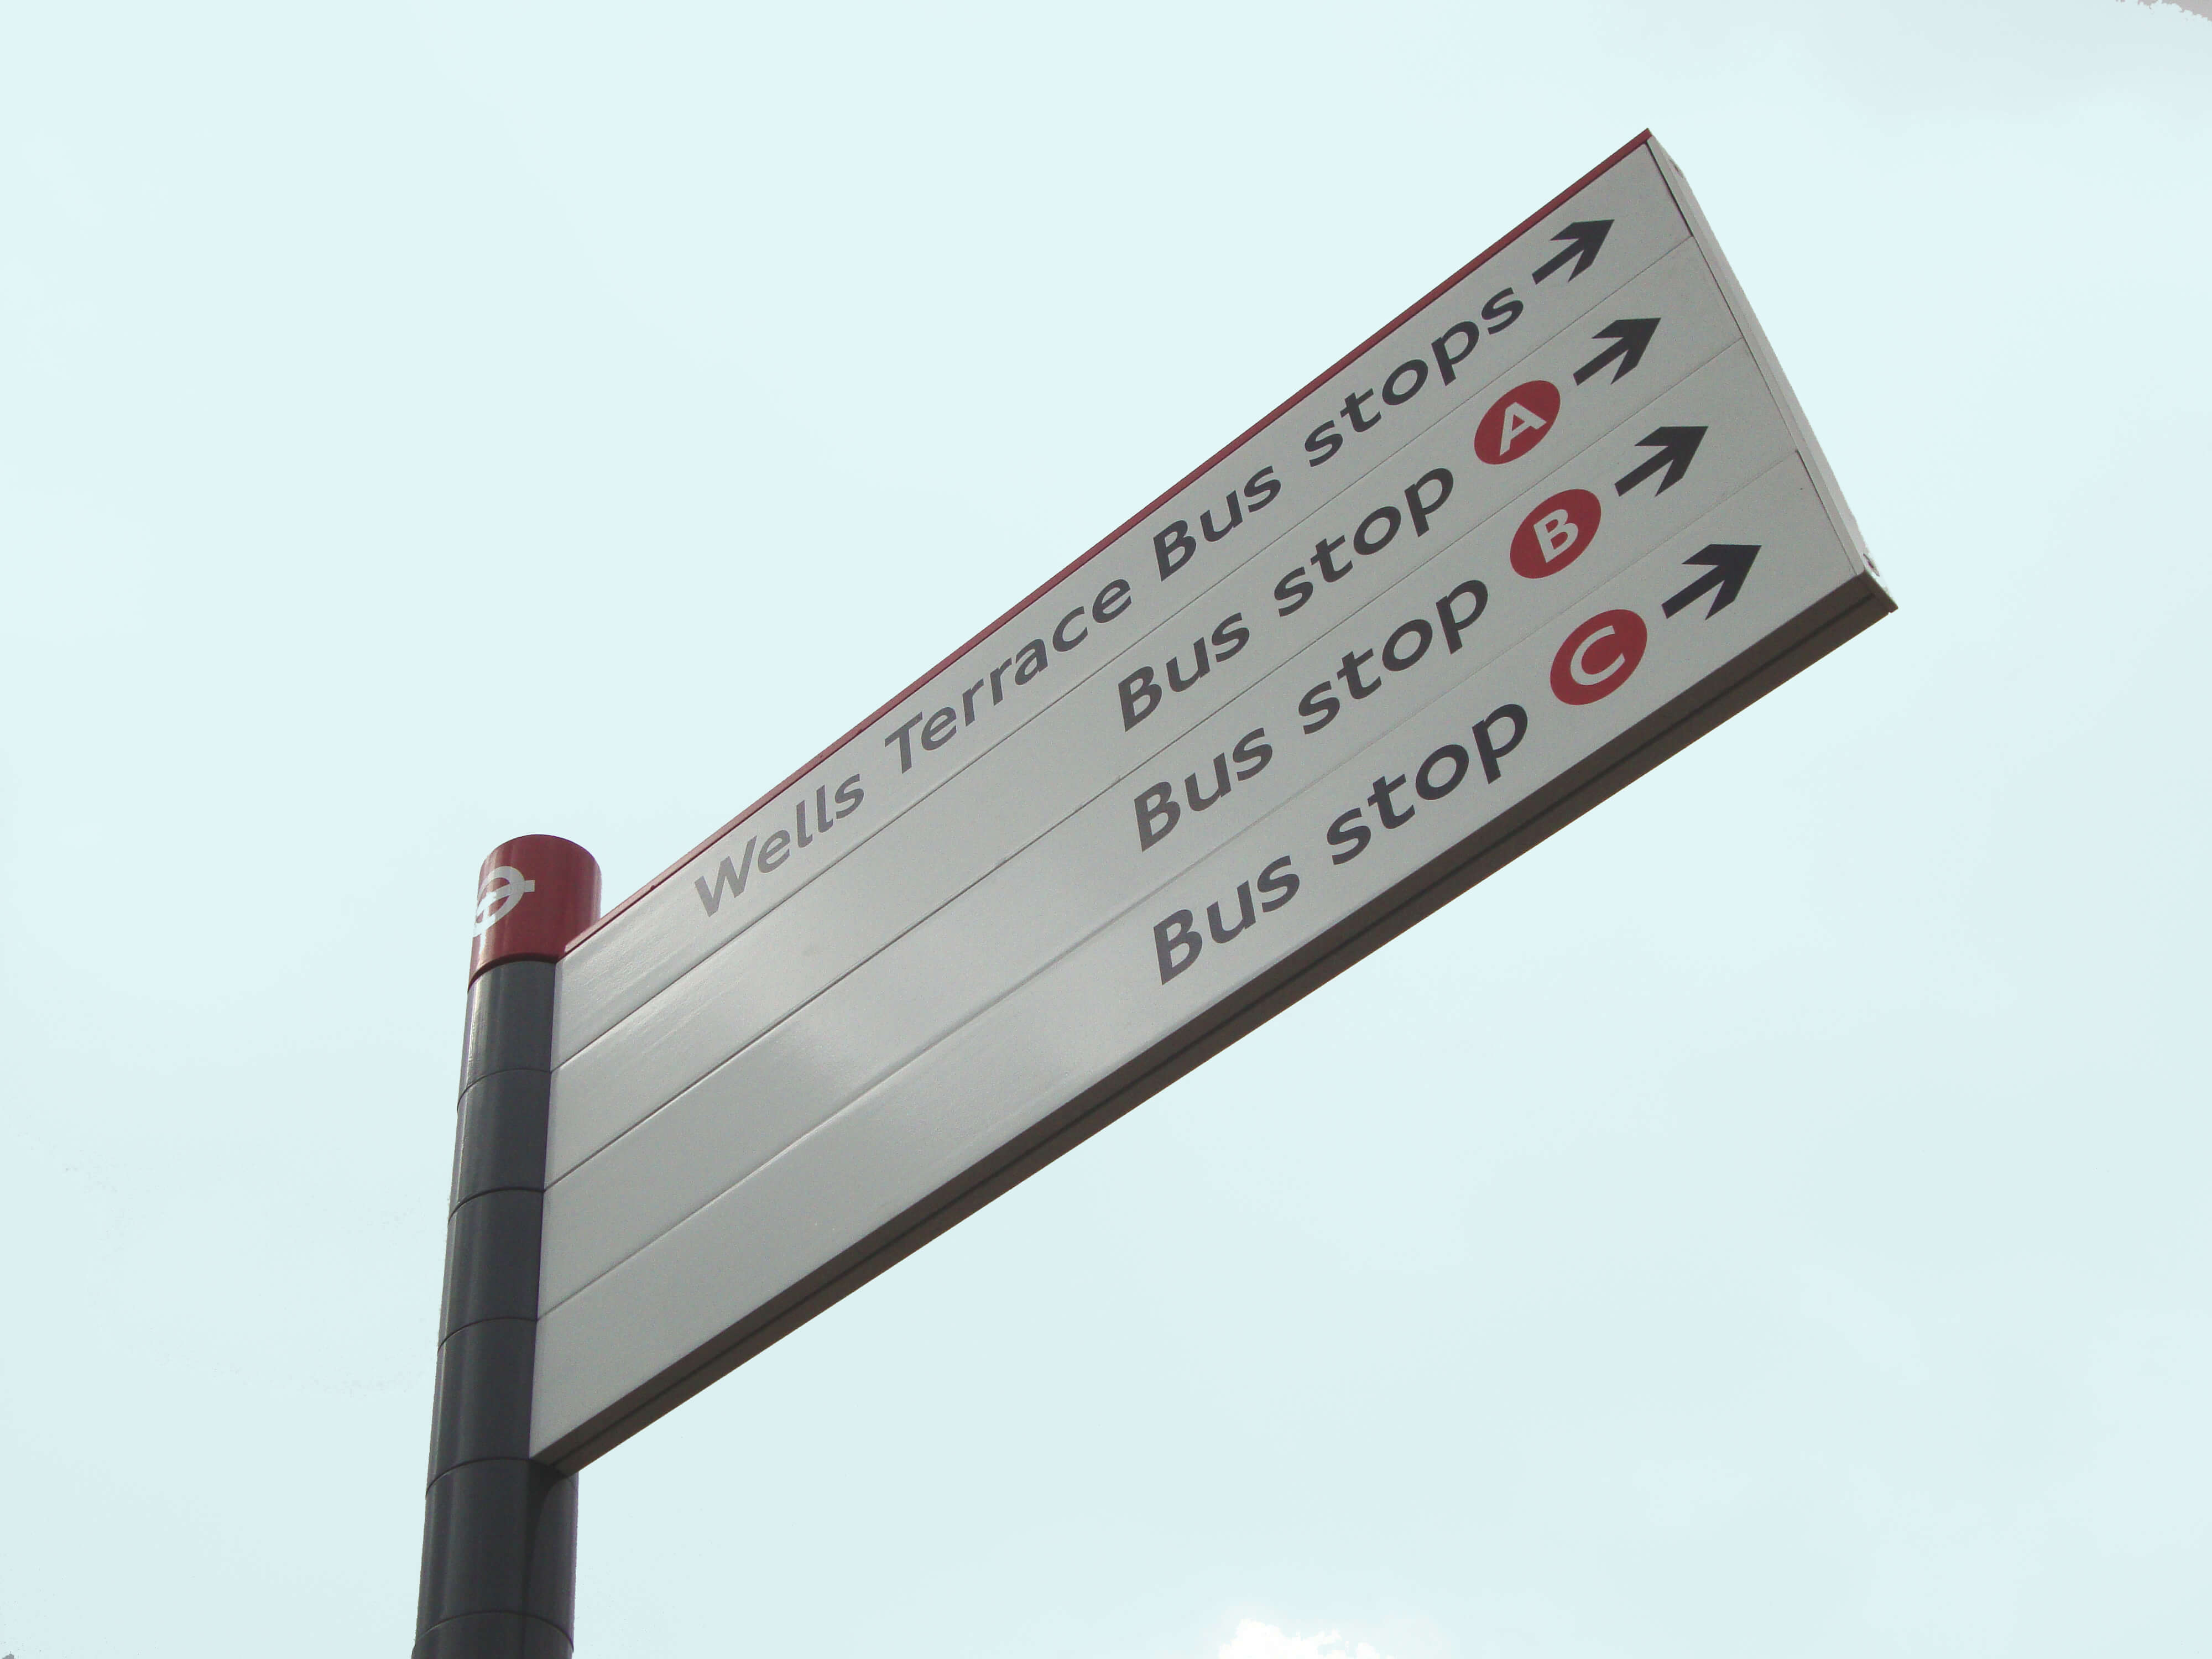 Wells Terrace Bus stops →
Bus stop A →
Bus stop B →
Bus stop C →